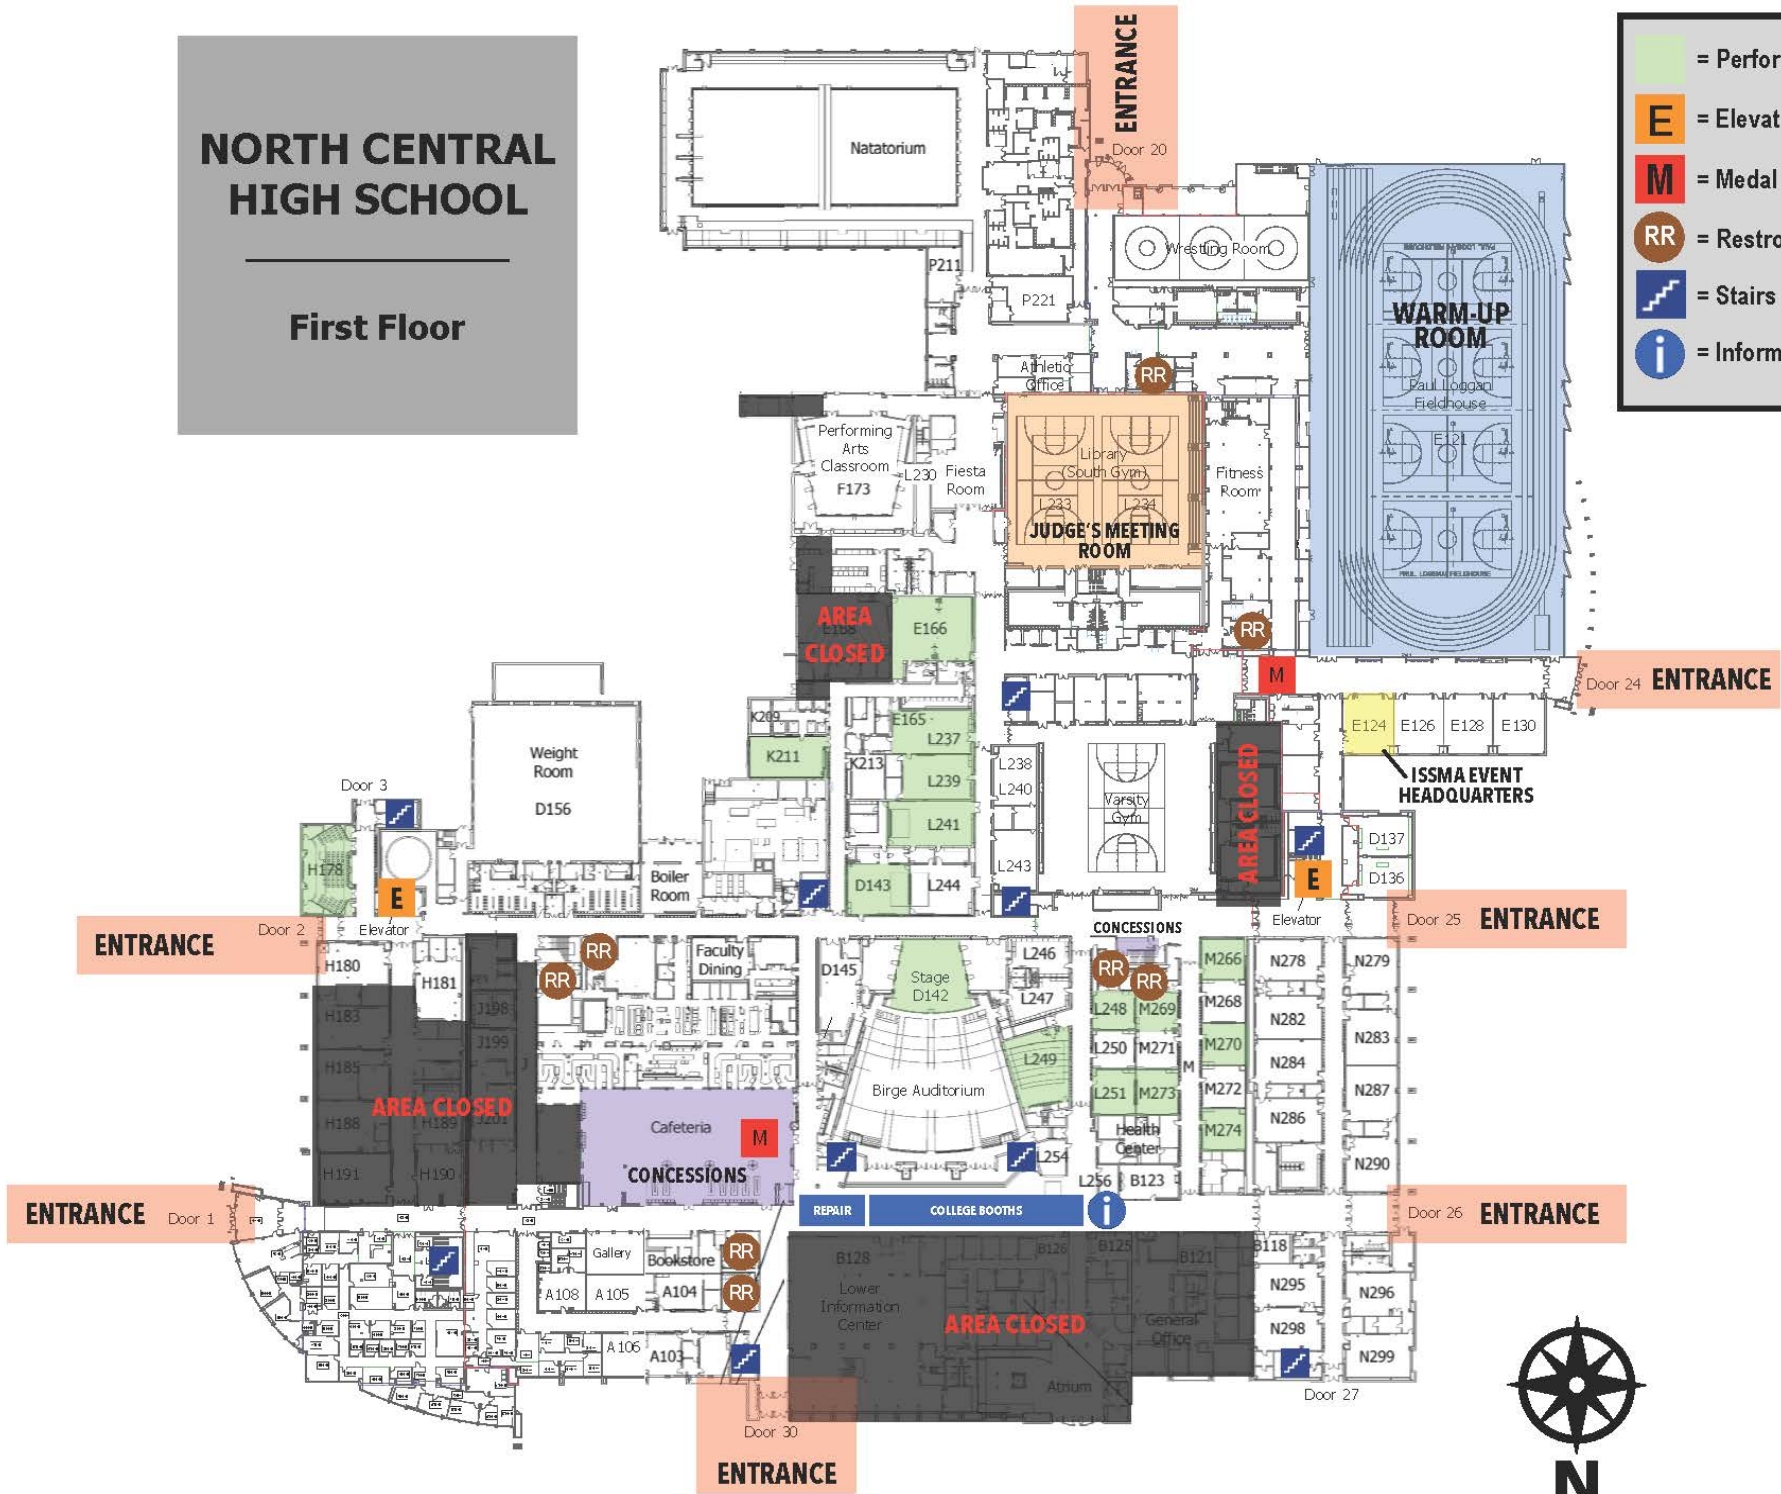 NORTH CENTRAL
HIGH SCHOOL
First Floor
ENTRANCE
Door 20
= Perfor
E = Elevat
M = Medal
RR = Restro
= Stairs
i = Inform
Natatorium
Wrestling Room
P211
P221
WARM-UP
ROOM
Paul Loggan
Fieldhouse
E121
Athletic
Office
RR
Performing
Arts
Classroom
F173
L230
Fiesta
Room
Library
(South Gym)
L233
L234
JUDGE'S MEETING
ROOM
Fitness
Room
AREA
CLOSED
E166
RR
M
Door 24 ENTRANCE
K209
K211
E165
L237
K213
L239
L241
L238
L240
L243
Varsity
Gym
AREA CLOSED
E124
E126
E128
E130
ISSMA EVENT
HEADQUARTERS
Weight
Room
D156
Door 3
H178
E
Elevator
Boiler
Room
D143
L244
E
Elevator
D137
D136
ENTRANCE
Door 2
Door 25
ENTRANCE
CONCESSIONS
H180
H181
H183
H185
H188
H189
H190
H191
J198
J199
J201
J
AREA CLOSED
RR
RR
Faculty
Dining
D145
Stage
D142
L246
L247
L249
Birge Auditorium
L254
RR
RR
L248
M269
L250
M271
L251
M273
Health
Center
L256
B123
M266
M268
M270
M
M272
M274
N278
N282
N284
N286
N279
N283
N287
N290
Cafeteria
M
CONCESSIONS
ENTRANCE
Door 1
REPAIR
COLLEGE BOOTHS
i
Door 26
ENTRANCE
Gallery
Bookstore
RR
A108
A105
A104
RR
A106
A103
B128
B126
B125
B121
B118
Lower
Information
Center
AREA CLOSED
General
Office
Atrium
N295
N296
N298
N299
Door 27
Door 30
ENTRANCE
N